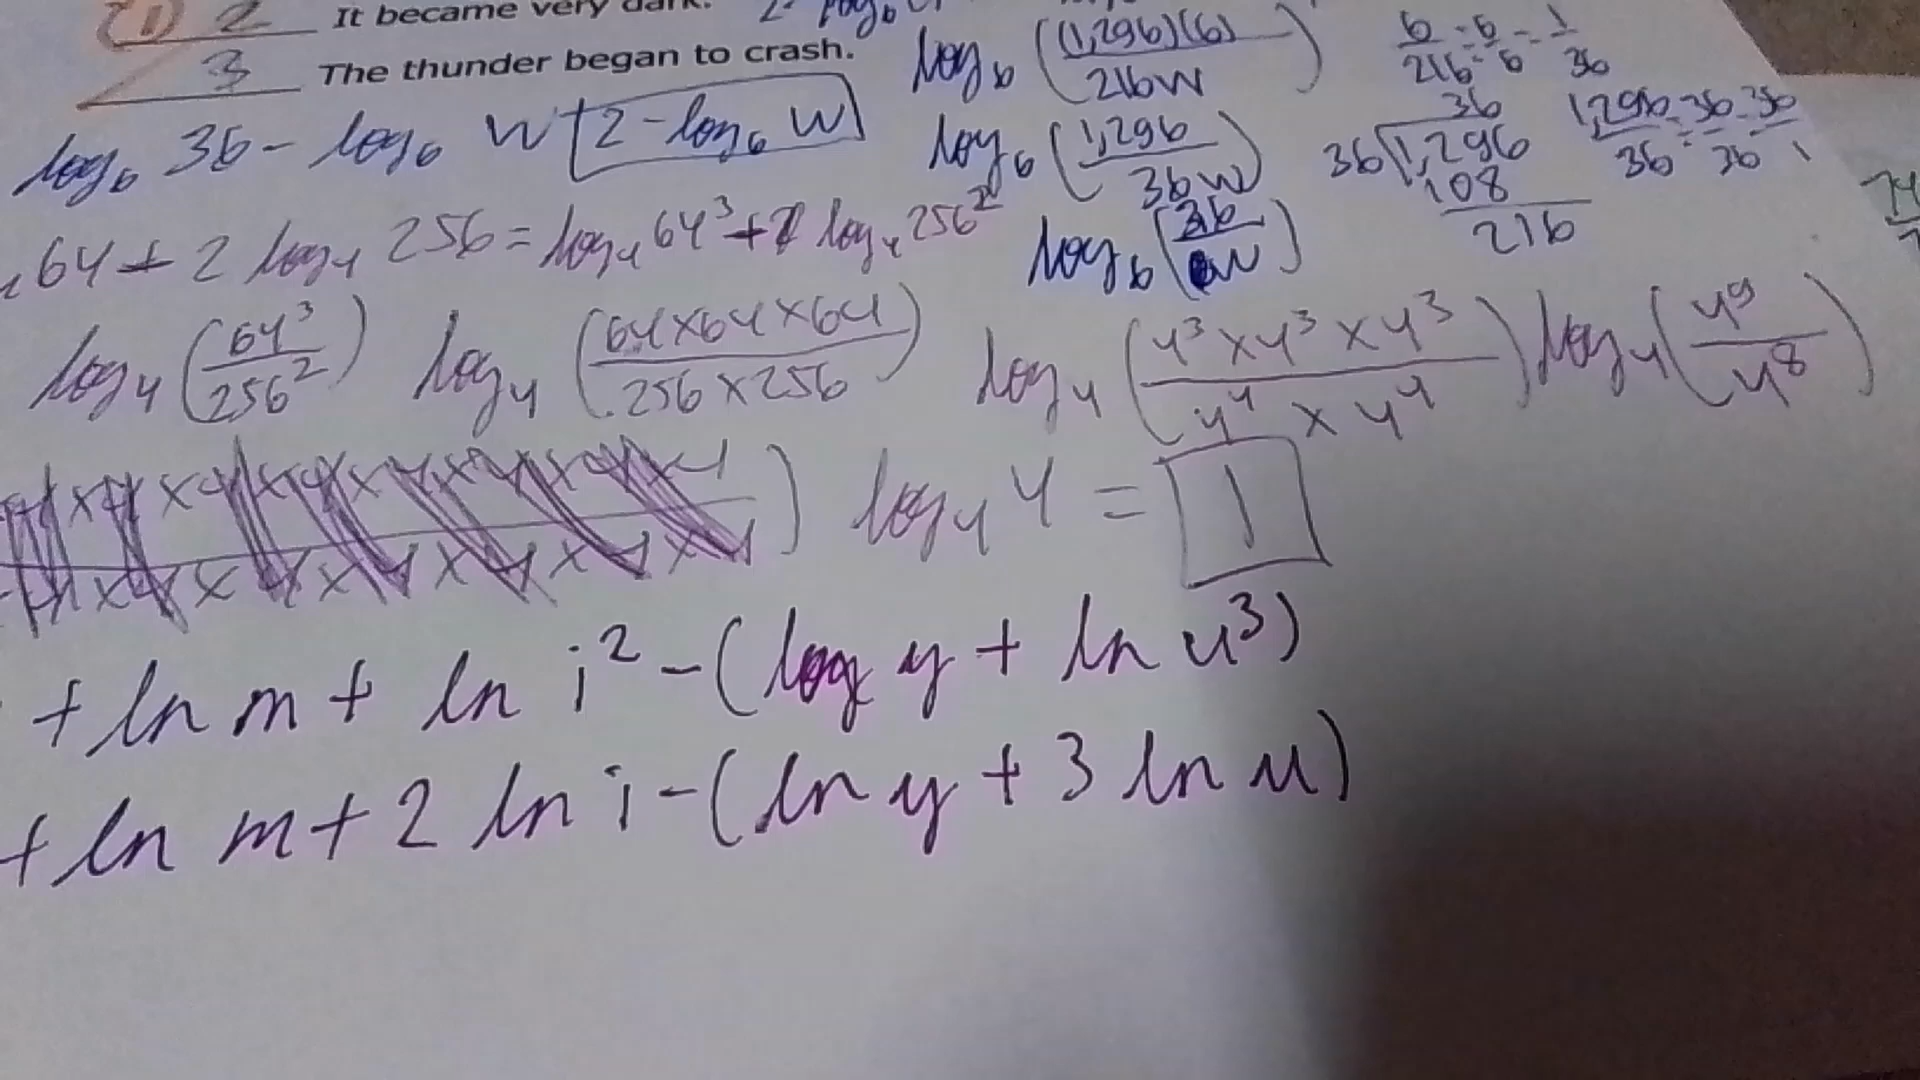 (1) 2 It became very dark.
3 The thunder began to crash.
log₆ ((1,296)(6) / 216W)
6/216 ÷ 6/6 = 1/36
log₆ 36 - log₆ W [2 - log₆ W]
log₆ (1,296 / 36W)
36
36)1,296
108
216
1,296/36 ÷ 36/36 = 36/1
64 + 2 log₄ 256 = log₄ 64³ + 2 log₄ 256²
log₆ (36 / W)
log₄ (64³ / 256²) log₄ (64×64×64 / 256×256) log₄ (4³×4³×4³ / 4⁴×4⁴) log₄ (4⁹ / 4⁸)
log₄ 4 = 1
+ ln m + ln i² - (log y + ln u³)
+ ln m + 2 ln i - (ln y + 3 ln u)